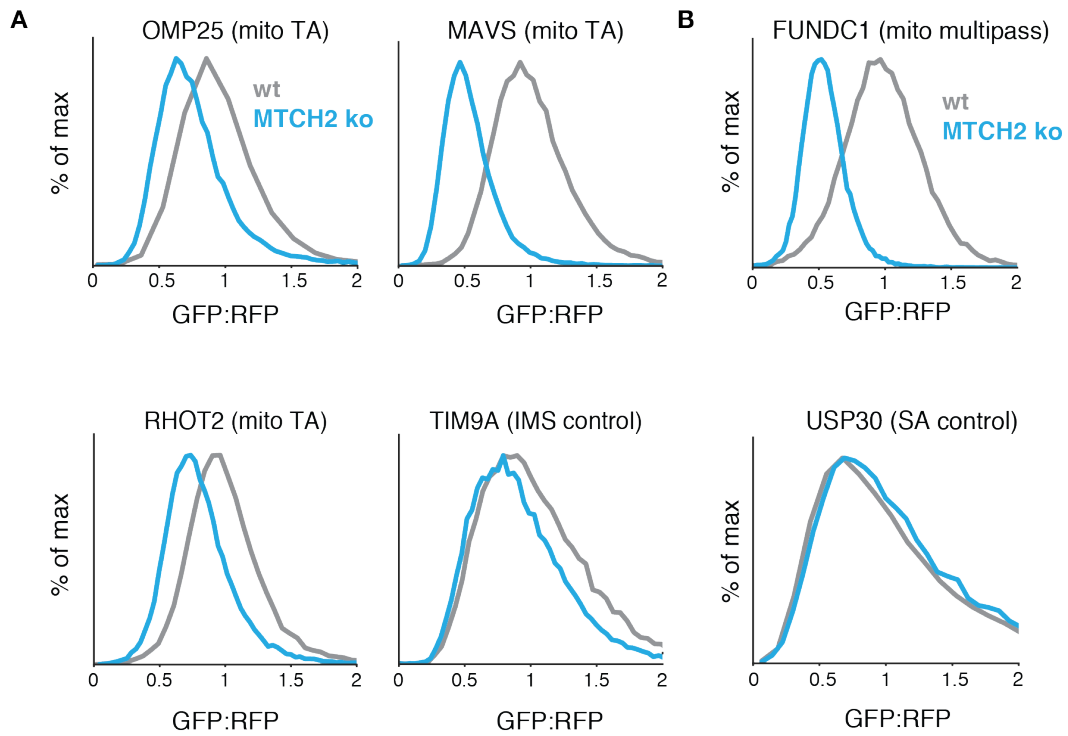 A
B
OMP25 (mito TA)
MAVS (mito TA)
FUNDC1 (mito multipass)
wt
MTCH2 ko
wt
MTCH2 ko
% of max
% of max
0 0.5 1 1.5 2
0 0.5 1 1.5 2
0 0.5 1 1.5 2
GFP:RFP
GFP:RFP
GFP:RFP
RHOT2 (mito TA)
TIM9A (IMS control)
USP30 (SA control)
% of max
% of max
0 0.5 1 1.5 2
0 0.5 1 1.5 2
0 0.5 1 1.5 2
GFP:RFP
GFP:RFP
GFP:RFP